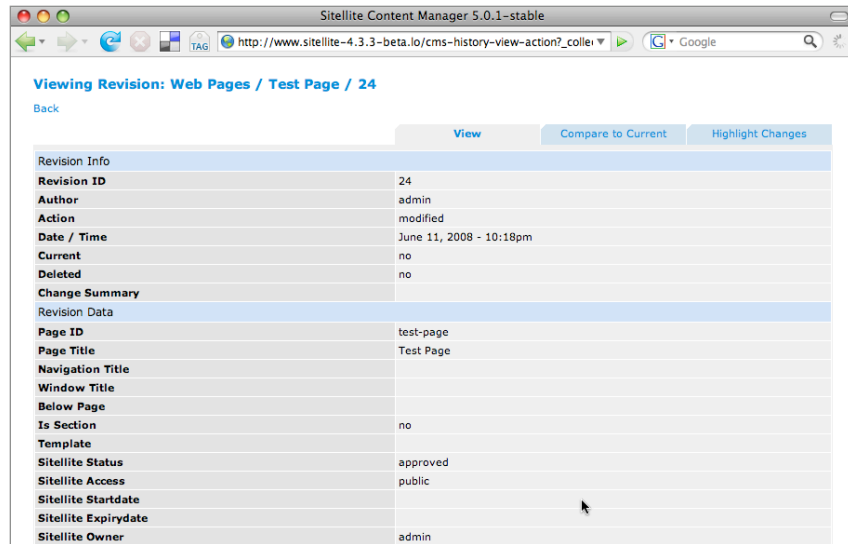 Sitellite Content Manager 5.0.1-stable
TAG http://www.sitellite-4.3.3-beta.lo/cms-history-view-action?_collec G Google
Viewing Revision: Web Pages / Test Page / 24
Back
View Compare to Current Highlight Changes
Revision Info
Revision ID 24
Author admin
Action modified
Date / Time June 11, 2008 - 10:18pm
Current no
Deleted no
Change Summary
Revision Data
Page ID test-page
Page Title Test Page
Navigation Title
Window Title
Below Page
Is Section no
Template
Sitellite Status approved
Sitellite Access public
Sitellite Startdate
Sitellite Expirydate
Sitellite Owner admin